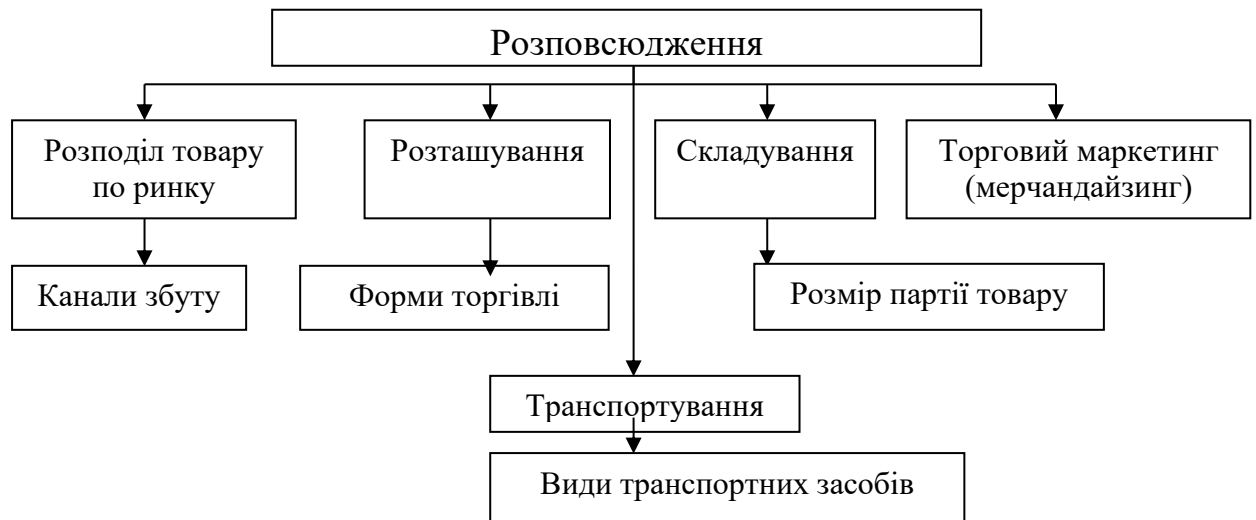 Розповсюдження
Розподіл товару
по ринку
Розташування
Складування
Торговий маркетинг
(мерчандайзинг)
Канали збуту
Форми торгівлі
Розмір партії товару
Транспортування
Види транспортних засобів